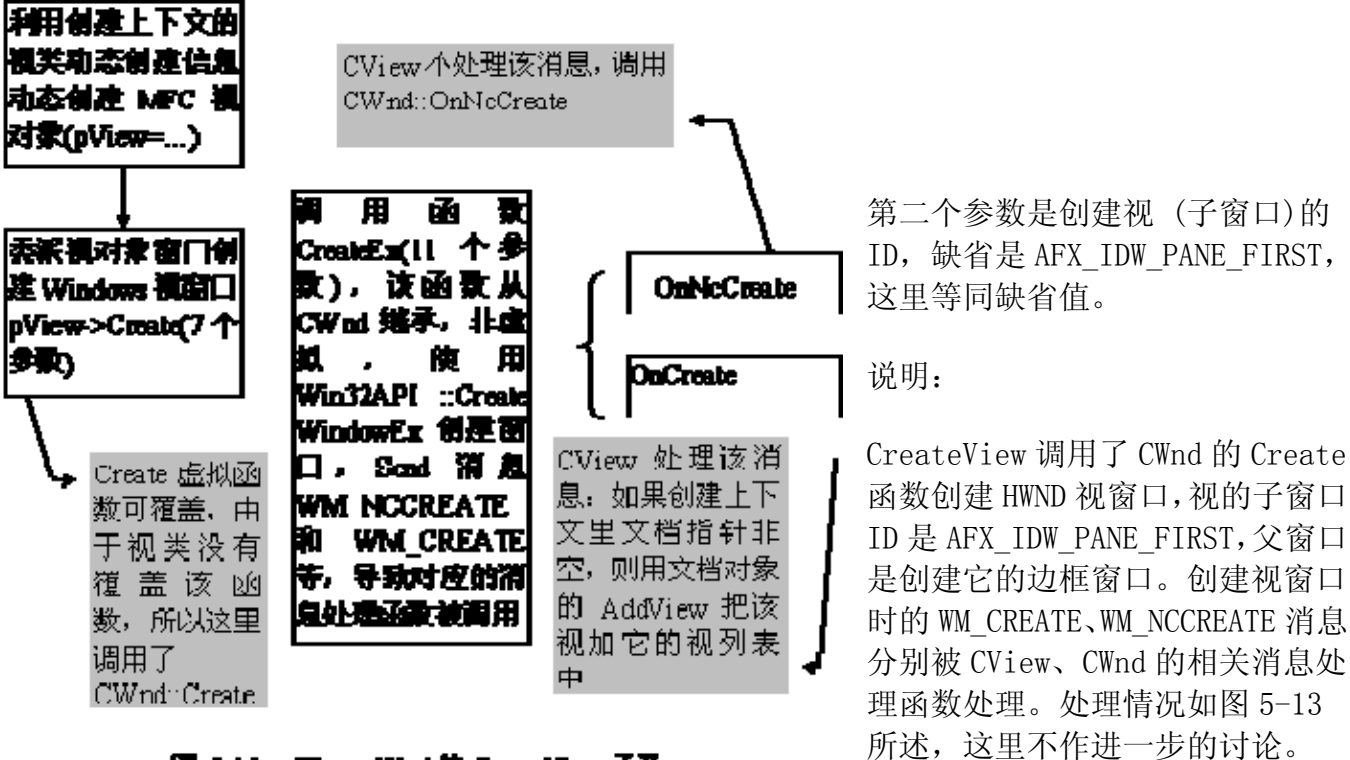 利用创建上下文的
视类动态创建信息
动态创建 MFC 视
对象(pView=...)
委派视对象窗口创
建 Windows 视窗口
pView->Create(7 个
参数)
Create 虚拟函
数可覆盖，由
于视类没有
覆盖该函
数，所以这里
调用了
CWnd::Create
CView 个处理该消息，调用
CWnd::OnNcCreate
调用函数
CreateEx(11 个参
数)，该函数从
CWnd 继承，非虚
拟，使用
Win32API ::Create
WindowEx 创建窗
口，Send 消息
WM_NCCREATE
和 WM_CREATE
等，导致对应的消
息处理函数被调用
OnNcCreate
OnCreate
CView 处理该消
息：如果创建上下
文里文档指针非
空，则用文档对象
的 AddView 把该
视加它的视列表
中
第二个参数是创建视 (子窗口)的
ID，缺省是 AFX_IDW_PANE_FIRST，
这里等同缺省值。
说明：
CreateView 调用了 CWnd 的 Create
函数创建 HWND 视窗口，视的子窗口
ID 是 AFX_IDW_PANE_FIRST，父窗口
是创建它的边框窗口。创建视窗口
时的 WM_CREATE、WM_NCCREATE 消息
分别被 CView、CWnd 的相关消息处
理函数处理。处理情况如图 5-13
所述，这里不作进一步的讨论。